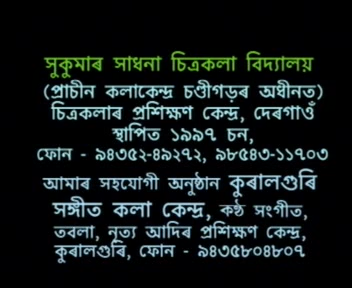 সুকুমাৰ সাধনা চিত্ৰকলা বিদ্যালয়
(প্ৰাচীন কলাকেন্দ্ৰ চণ্ডীগড়ৰ অধীনত)
চিত্ৰকলাৰ প্ৰশিক্ষণ কেন্দ্ৰ, দেৰগাওঁ
স্থাপিত ১৯৯৭ চন,
ফোন - ৯৪৩৫২-৪৯২৭২, ৯৮৫৪৩-১১৭০৩
আমাৰ সহযোগী অনুষ্ঠান কুৰালগুৰি
সঙ্গীত কলা কেন্দ্ৰ, কণ্ঠ সংগীত,
তবলা, নৃত্য আদিৰ প্ৰশিক্ষণ কেন্দ্ৰ,
কুৰালগুৰি, ফোন - ৯৪৩৫৮০৪৮০৭